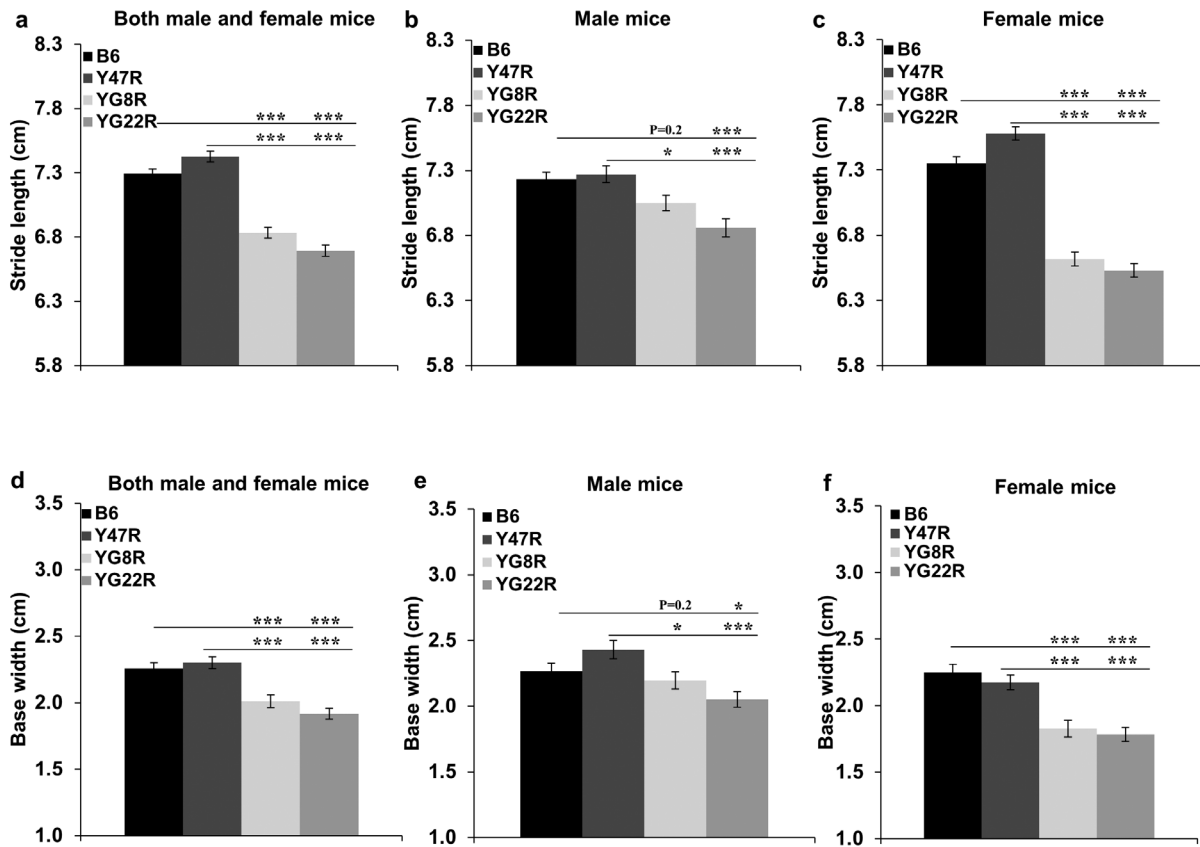 a
Both male and female mice
8.3
7.8
7.3
6.8
6.3
5.8
Stride length (cm)
B6
Y47R
YG8R
YG22R
*** ***
*** ***
b
Male mice
8.3
7.8
7.3
6.8
6.3
5.8
Stride length (cm)
B6
Y47R
YG8R
YG22R
P=0.2 ***
* ***
c
Female mice
8.3
7.8
7.3
6.8
6.3
5.8
Stride length (cm)
B6
Y47R
YG8R
YG22R
*** ***
*** ***
d
Both male and female mice
3.5
3.0
2.5
2.0
1.5
1.0
Base width (cm)
B6
Y47R
YG8R
YG22R
*** ***
*** ***
e
Male mice
3.5
3.0
2.5
2.0
1.5
1.0
Base width (cm)
B6
Y47R
YG8R
YG22R
P=0.2 *
* ***
f
Female mice
3.5
3.0
2.5
2.0
1.5
1.0
Base width (cm)
B6
Y47R
YG8R
YG22R
*** ***
*** ***